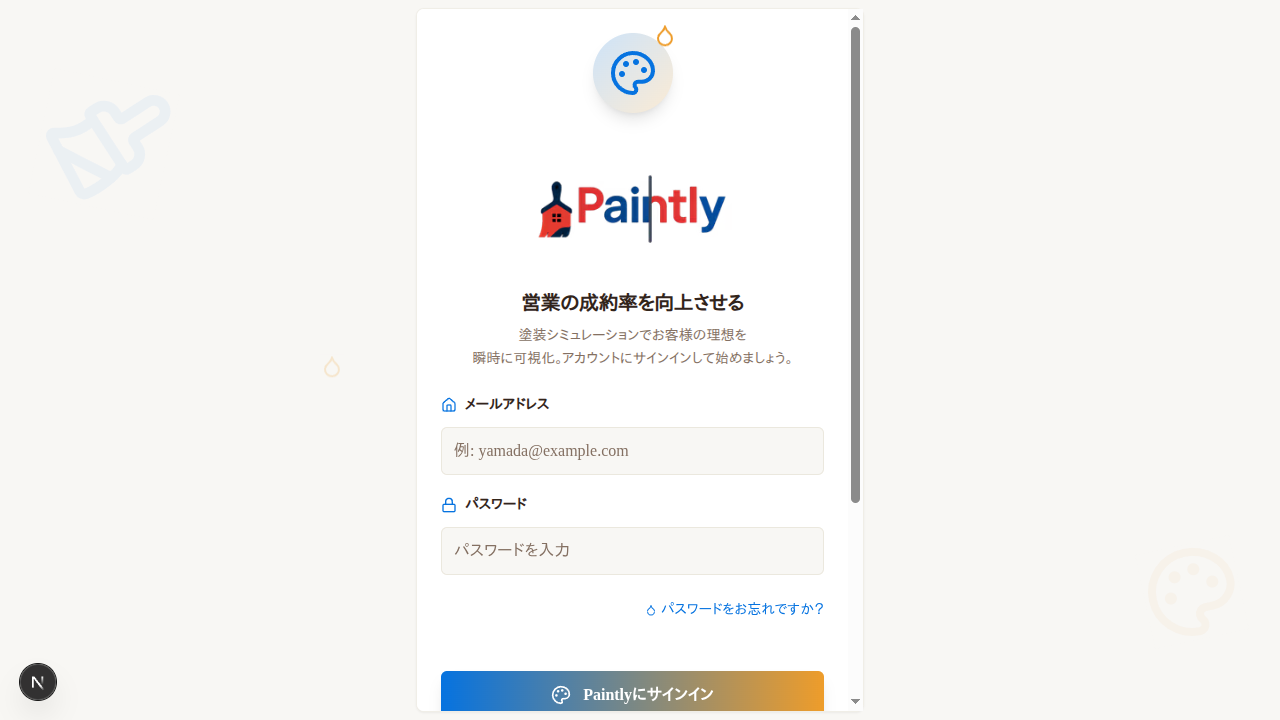 Paintly
営業の成約率を向上させる
塗装シミュレーションでお客様の理想を
瞬時に可視化。アカウントにサインインして始めましょう。
メールアドレス
例: yamada@example.com
パスワード
パスワードを入力
パスワードをお忘れですか？
Paintlyにサインイン
N